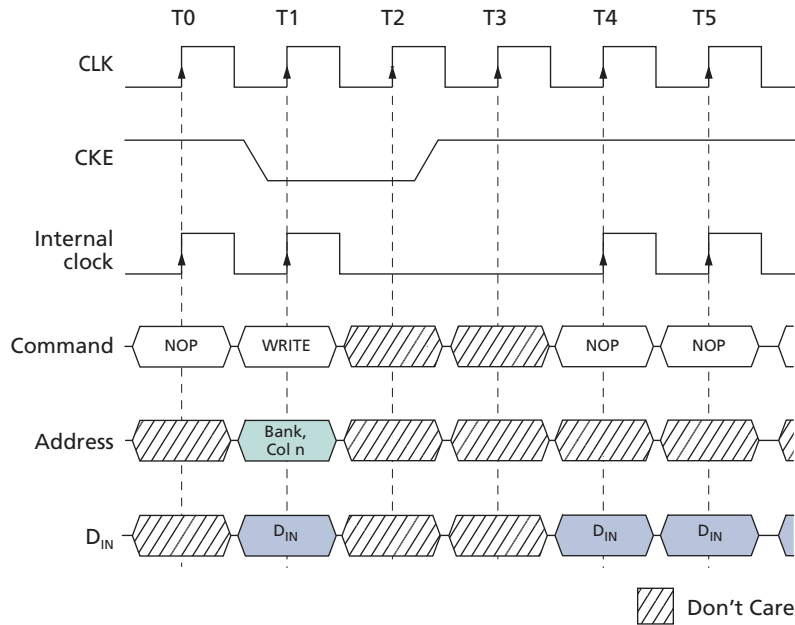 T0 T1 T2 T3 T4 T5
CLK
CKE
Internal
clock
Command NOP WRITE NOP NOP
Address Bank,
Col n
DIN DIN DIN DIN
Don't Care